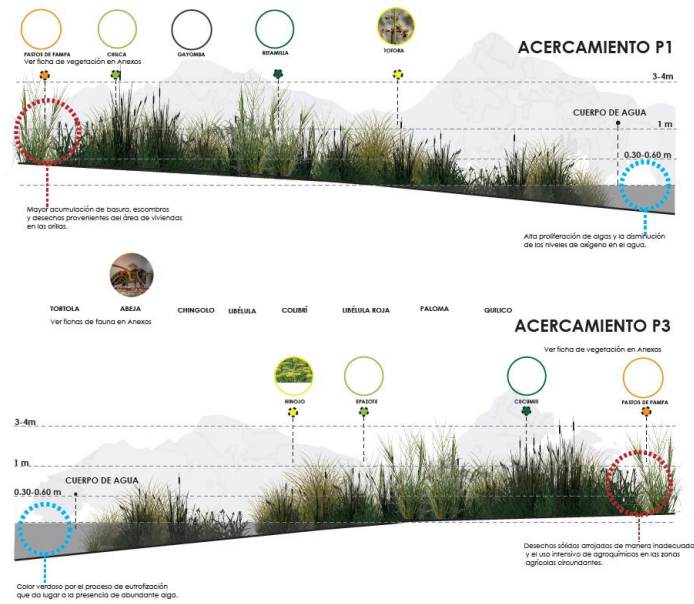 PASTOS DE PAMPA
CHILCA
GAYOMBA
RETAMILLA
TOTORA
Ver ficha de vegetación en Anexos
ACERCAMIENTO P1
3-4m
CUERPO DE AGUA
1 m
0.30-0.60 m
Mayor acumulación de basura, escombros
y desechos provenientes del área de viviendas
en las orillas.
Alta proliferación de algas y la disminución
de los niveles de oxígeno en el agua.
TORTOLA
ABEJA
CHINGOLO
LIBÉLULA
COLIBRÍ
LIBÉLULA ROJA
PALOMA
QUILICO
Ver fichas de fauna en Anexos
ACERCAMIENTO P3
Ver ficha de vegetación en Anexos
HINOJO
EPAZOTE
CUCUMIS
PASTOS DE PAMPA
3-4m
1 m
CUERPO DE AGUA
0.30-0.60 m
Desechos sólidos arrojados de manera inadecuada
y el uso intensivo de agroquímicos en las zonas
agrícolas circundantes.
Color verdoso por el proceso de eutrofización
que da lugar a la presencia de abundante alga.